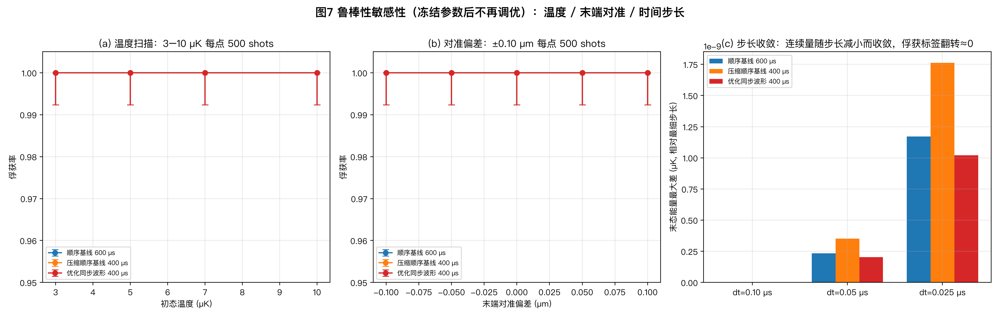 图7 鲁棒性敏感性（冻结参数后不再调优）：温度 / 末端对准 / 时间步长
(a) 温度扫描：3—10 μK 每点 500 shots
1.00
0.99
0.98
0.97
0.96
0.95
俘获率
顺序基线 600 μs
压缩顺序基线 400 μs
优化同步波形 400 μs
3 4 5 6 7 8 9 10
初态温度 (μK)
(b) 对准偏差：±0.10 μm 每点 500 shots
1.00
0.99
0.98
0.97
0.96
0.95
俘获率
顺序基线 600 μs
压缩顺序基线 400 μs
优化同步波形 400 μs
−0.100 −0.075 −0.050 −0.025 0.000 0.025 0.050 0.075 0.100
末端对准偏差 (μm)
(c) 步长收敛：连续量随步长减小而收敛，俘获标签翻转≈0
1e−9
1.75
1.50
1.25
1.00
0.75
0.50
0.25
0.00
末态能量最大差 (μK, 相对最细步长)
顺序基线 600 μs
压缩顺序基线 400 μs
优化同步波形 400 μs
dt=0.10 μs dt=0.05 μs dt=0.025 μs